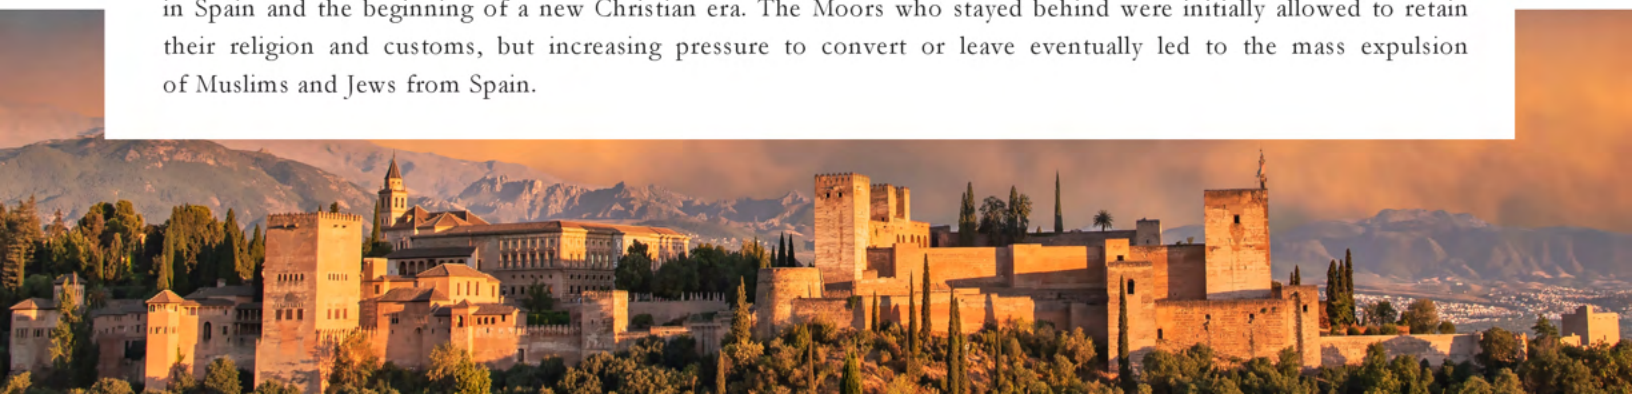 in Spain and the beginning of a new Christian era. The Moors who stayed behind were initially allowed to retain
their religion and customs, but increasing pressure to convert or leave eventually led to the mass expulsion
of Muslims and Jews from Spain.